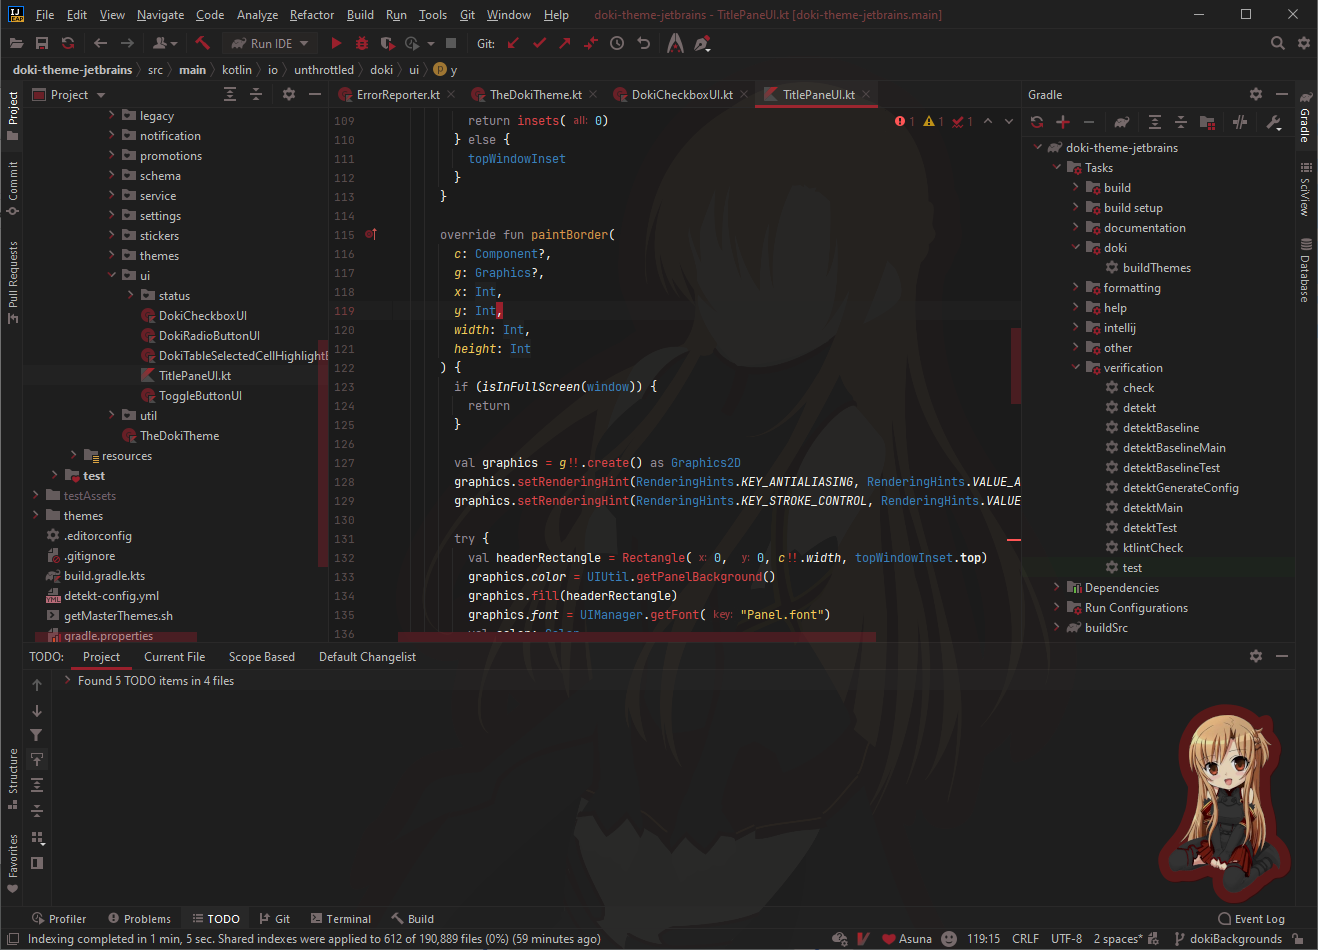 File Edit View Navigate Code Analyze Refactor Build Run Tools Git Window Help doki-theme-jetbrains - TitlePaneUI.kt [doki-theme-jetbrains.main]
Run IDE Git:
doki-theme-jetbrains src main kotlin io unthrottled doki ui p y
Project
Commit
Pull Requests
Structure
Favorites
Project
legacy
notification
promotions
schema
service
settings
stickers
themes
ui
status
DokiCheckboxUI
DokiRadioButtonUI
DokiTableSelectedCellHighlightB
TitlePaneUI.kt
ToggleButtonUI
util
TheDokiTheme
resources
test
testAssets
themes
.editorconfig
.gitignore
build.gradle.kts
detekt-config.yml
getMasterThemes.sh
gradle.properties
ErrorReporter.kt TheDokiTheme.kt DokiCheckboxUI.kt TitlePaneUI.kt
1 1 1
109 return insets( all: 0)
110 } else {
111 topWindowInset
112 }
113 }
114
115 override fun paintBorder(
116 c: Component?,
117 g: Graphics?,
118 x: Int,
119 y: Int,
120 width: Int,
121 height: Int
122 ) {
123 if (isInFullScreen(window)) {
124 return
125 }
126
127 val graphics = g!!.create() as Graphics2D
128 graphics.setRenderingHint(RenderingHints.KEY_ANTIALIASING, RenderingHints.VALUE_A
129 graphics.setRenderingHint(RenderingHints.KEY_STROKE_CONTROL, RenderingHints.VALUE
130
131 try {
132 val headerRectangle = Rectangle( x: 0, y: 0, c!!.width, topWindowInset.top)
133 graphics.color = UIUtil.getPanelBackground()
134 graphics.fill(headerRectangle)
135 graphics.font = UIManager.getFont( key: "Panel.font")
136 val color: Color
Gradle
doki-theme-jetbrains
Tasks
build
build setup
documentation
doki
buildThemes
formatting
help
intellij
other
verification
check
detekt
detektBaseline
detektBaselineMain
detektBaselineTest
detektGenerateConfig
detektMain
detektTest
ktlintCheck
test
Dependencies
Run Configurations
buildSrc
Gradle
SciView
Database
TODO: Project Current File Scope Based Default Changelist
Found 5 TODO items in 4 files
Profiler Problems TODO Git Terminal Build Event Log
Indexing completed in 1 min, 5 sec. Shared indexes were applied to 612 of 190,889 files (0%) (59 minutes ago) Asuna 119:15 CRLF UTF-8 2 spaces* dokiBackgrounds